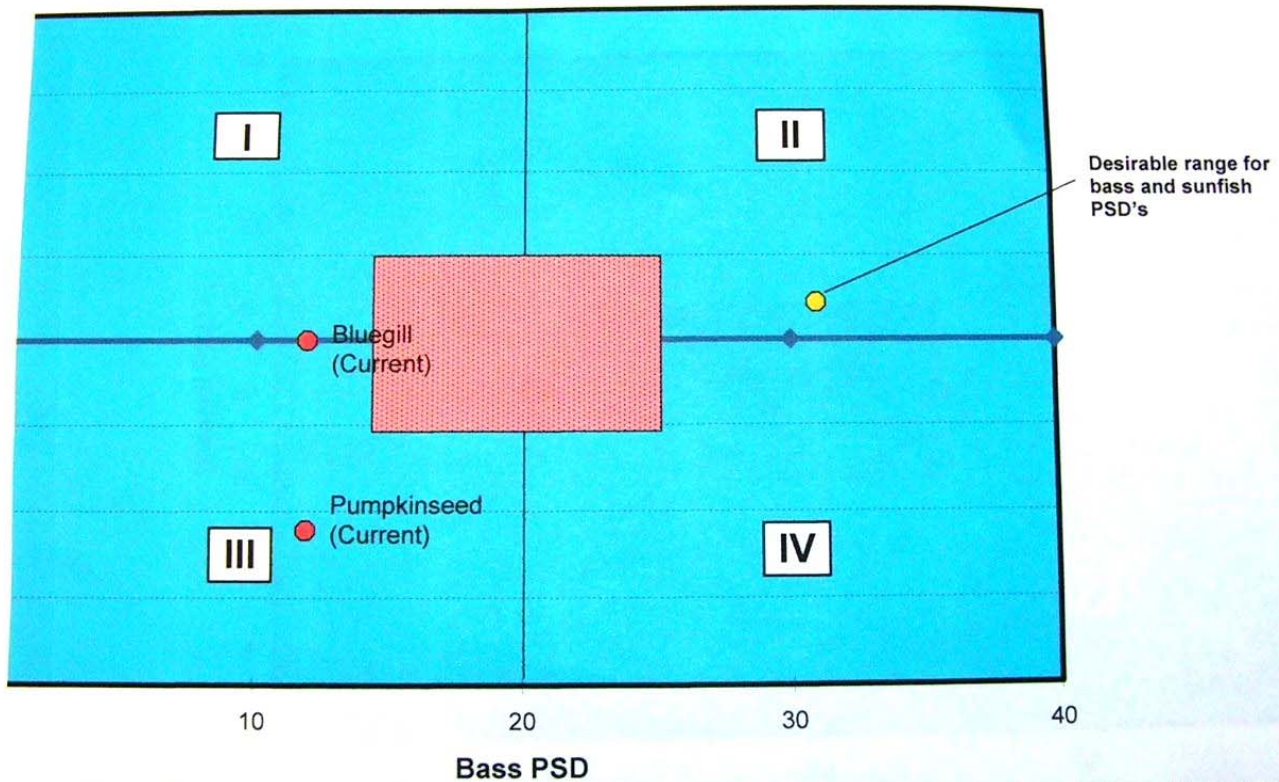 I
II
Desirable range for
bass and sunfish
PSD's
Bluegill
(Current)
Pumpkinseed
(Current)
III
IV
10
20
30
40
Bass PSD